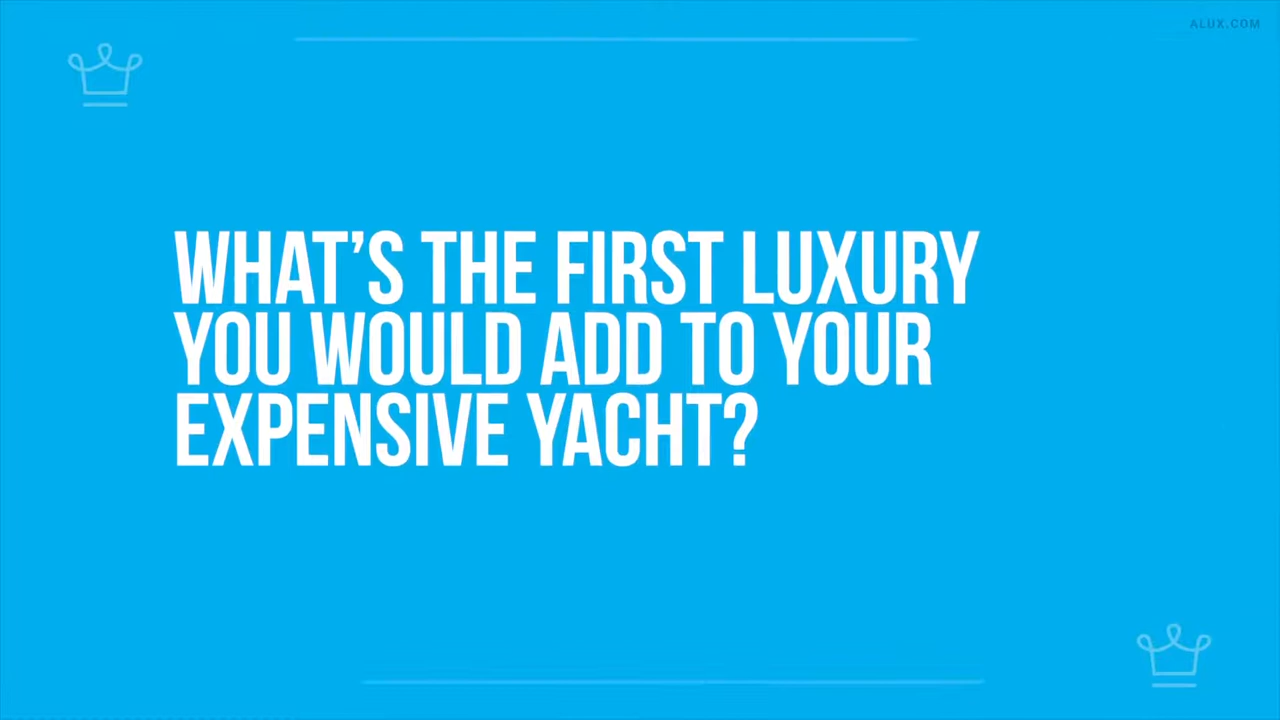 ALUX.COM
WHAT'S THE FIRST LUXURY
YOU WOULD ADD TO YOUR
EXPENSIVE YACHT?